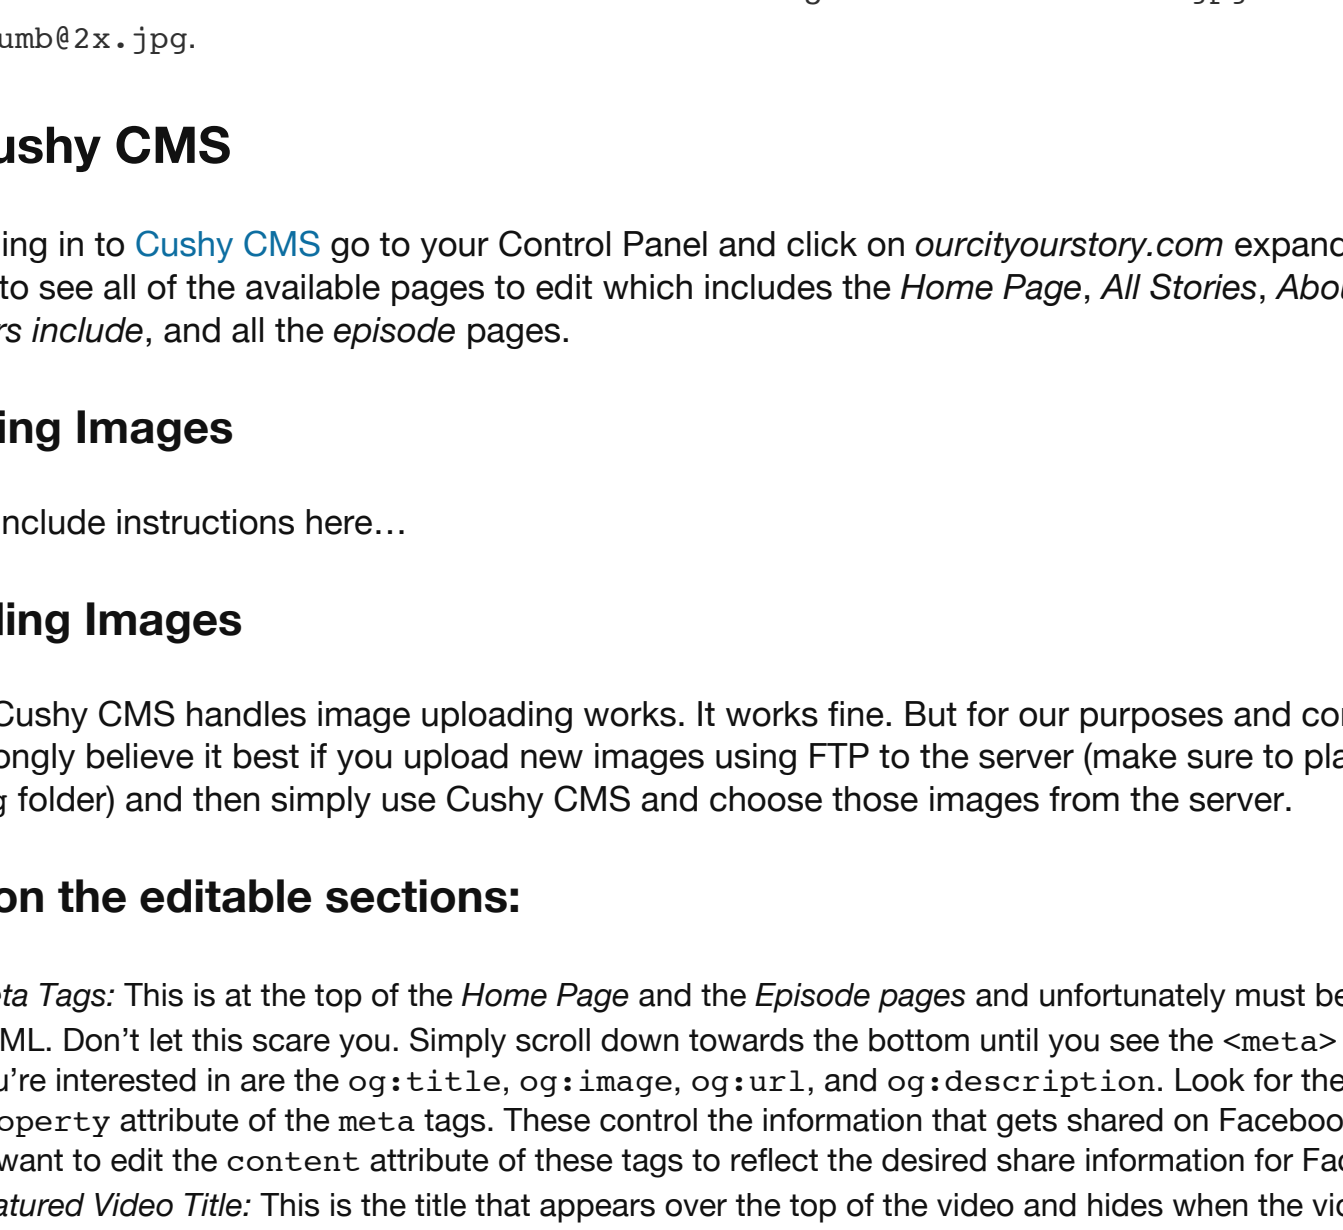 umb@2x.jpg.
ushy CMS
ing in to Cushy CMS go to your Control Panel and click on ourcityyourstory.com expand
to see all of the available pages to edit which includes the Home Page, All Stories, Abou
rs include, and all the episode pages.
ing Images
nclude instructions here…
ling Images
Cushy CMS handles image uploading works. It works fine. But for our purposes and co
ongly believe it best if you upload new images using FTP to the server (make sure to pla
g folder) and then simply use Cushy CMS and choose those images from the server.
on the editable sections:
ta Tags: This is at the top of the Home Page and the Episode pages and unfortunately must be
ML. Don’t let this scare you. Simply scroll down towards the bottom until you see the <meta>
u’re interested in are the og:title, og:image, og:url, and og:description. Look for the
operty attribute of the meta tags. These control the information that gets shared on Faceboo
want to edit the content attribute of these tags to reflect the desired share information for Fac
atured Video Title: This is the title that appears over the top of the video and hides when the vid